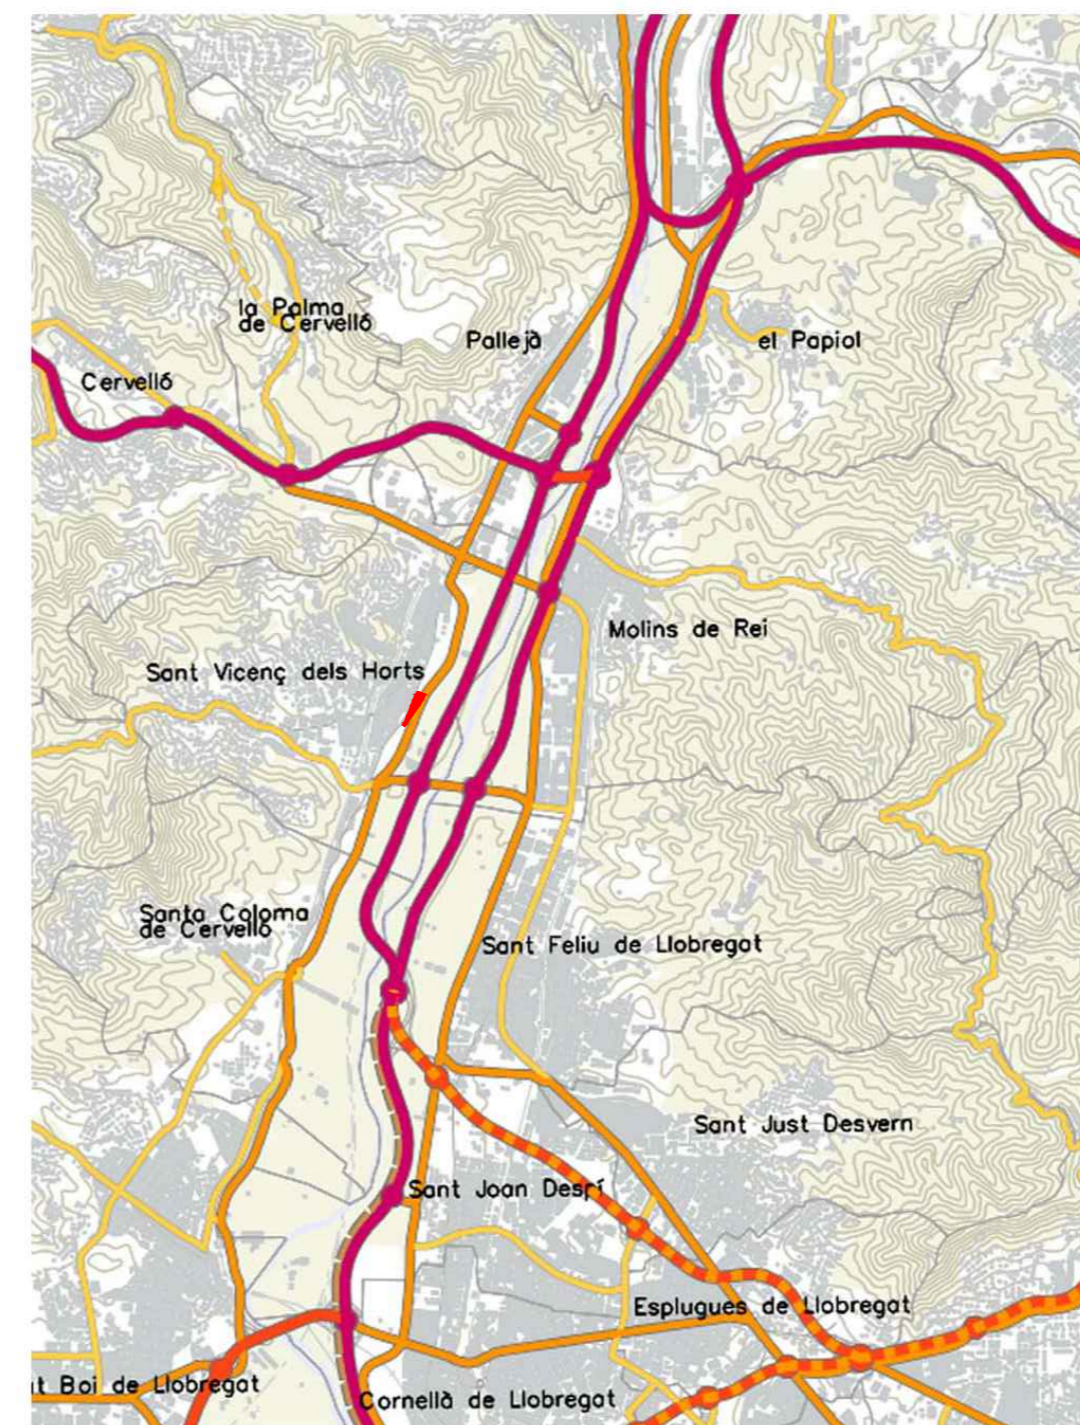 la Palma
de Cervelló
Pallejà
el Papiol
Cervelló
Molins de Rei
Sant Vicenç dels Horts
Santa Coloma
de Cervelló
Sant Feliu de Llobregat
Sant Just Desvern
Sant Joan Despí
Esplugues de Llobregat
t Boi de Llobregat
Cornellà de Llobregat